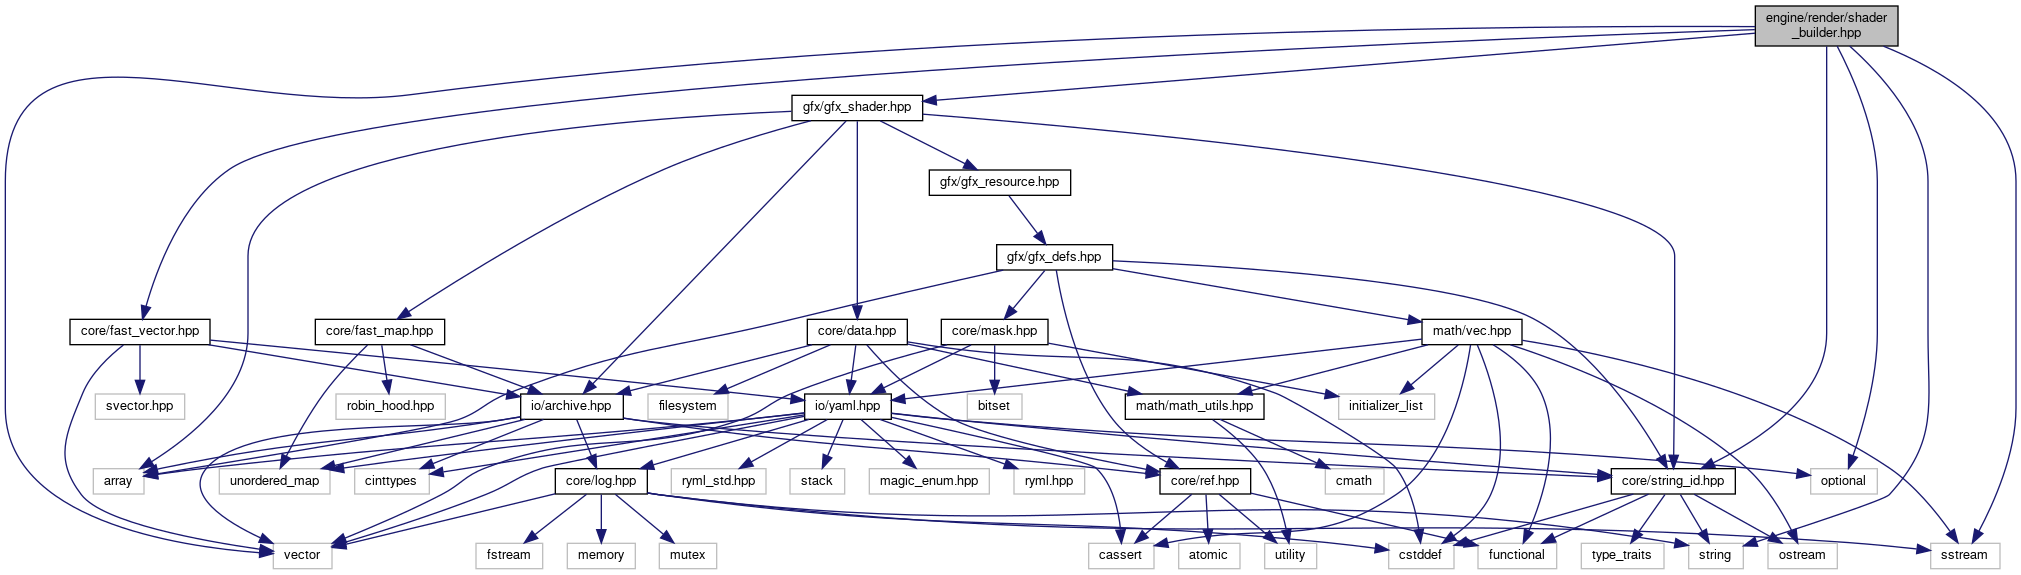 engine/render/shader
_builder.hpp
gfx/gfx_shader.hpp
gfx/gfx_resource.hpp
gfx/gfx_defs.hpp
core/fast_vector.hpp
core/fast_map.hpp
core/data.hpp
core/mask.hpp
math/vec.hpp
svector.hpp
robin_hood.hpp
io/archive.hpp
filesystem
io/yaml.hpp
bitset
math/math_utils.hpp
initializer_list
array
unordered_map
cinttypes
core/log.hpp
ryml_std.hpp
stack
magic_enum.hpp
ryml.hpp
core/ref.hpp
cmath
core/string_id.hpp
optional
vector
fstream
memory
mutex
cassert
atomic
utility
cstddef
functional
type_traits
string
ostream
sstream